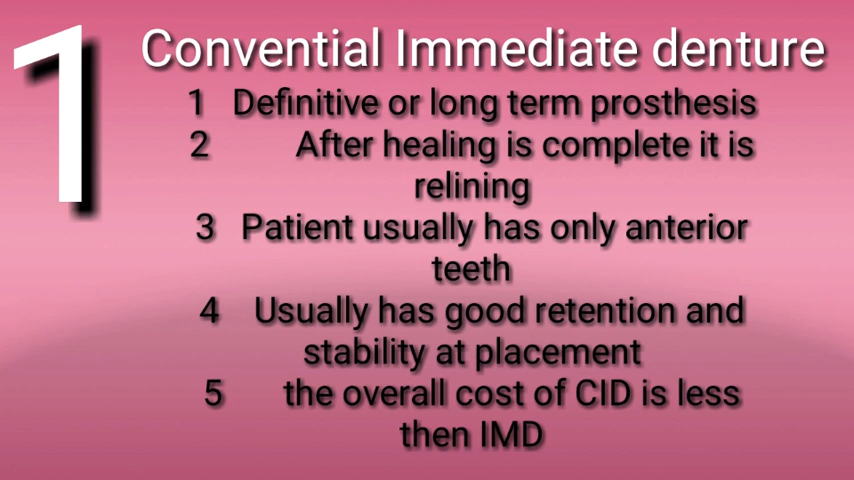 1
Convential Immediate denture
1 Definitive or long term prosthesis
2 After healing is complete it is
relining
3 Patient usually has only anterior
teeth
4 Usually has good retention and
stability at placement
5 the overall cost of CID is less
then IMD